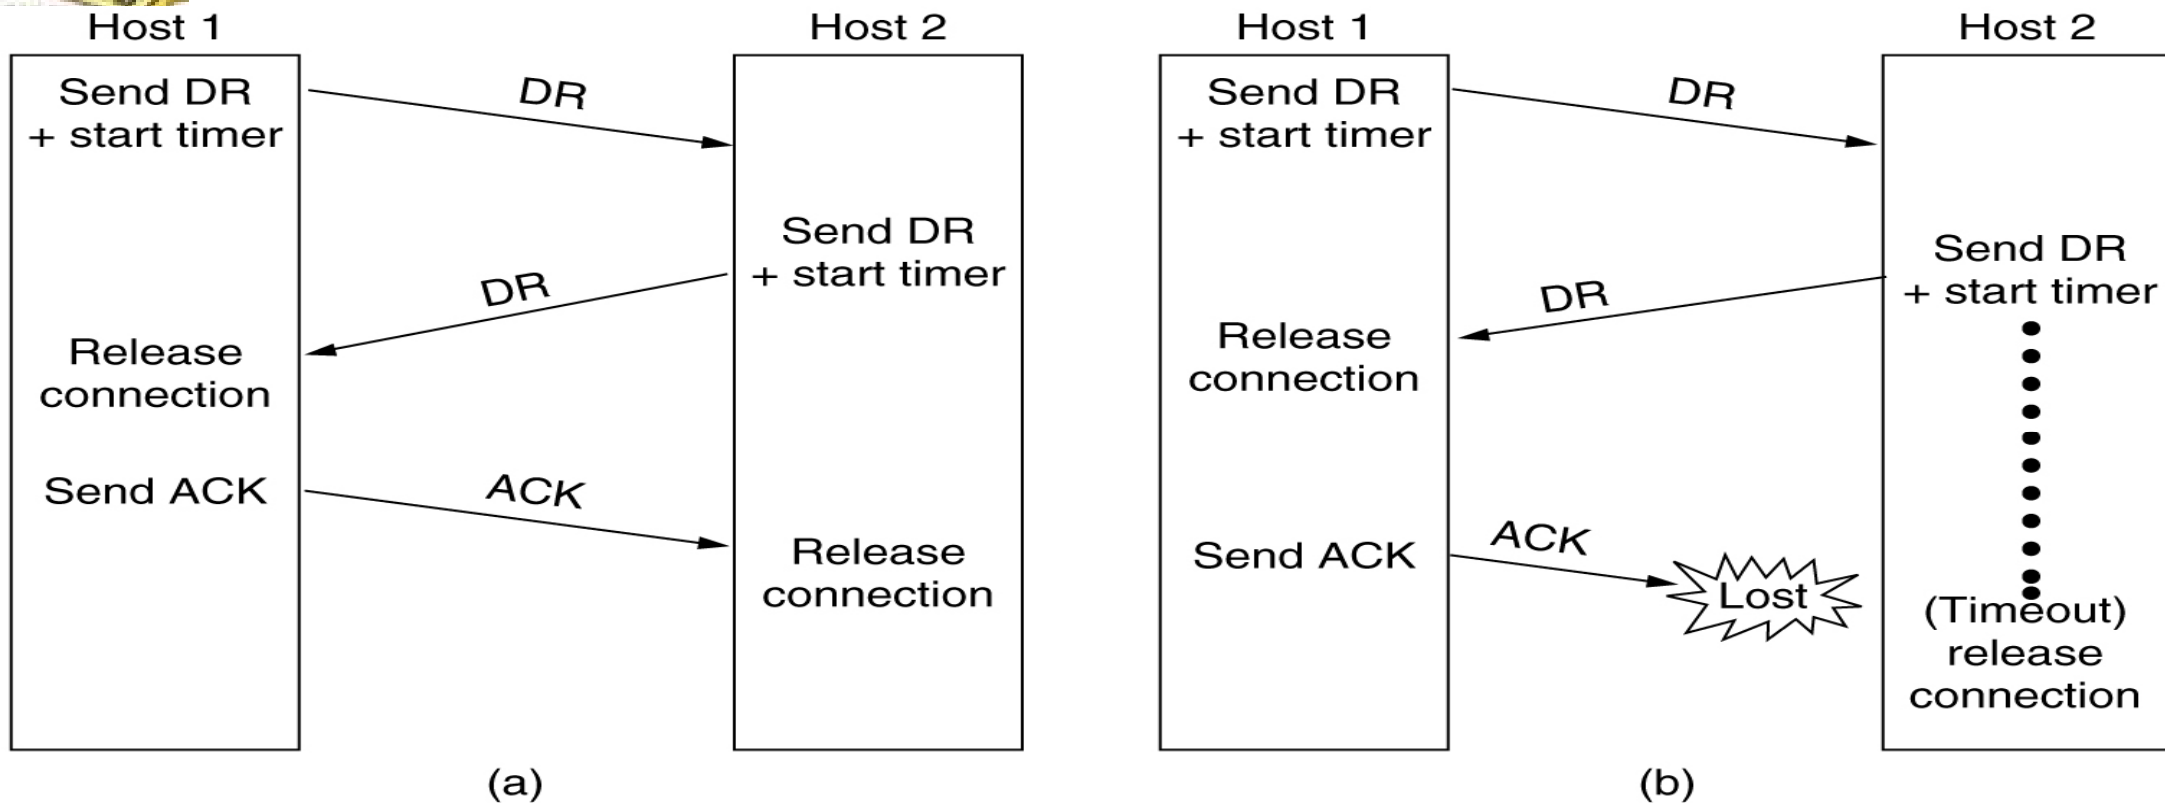 Host 1
Host 2
Send DR
+ start timer
DR
Send DR
+ start timer
DR
Release
connection
Send ACK
ACK
Release
connection
(a)
Host 1
Host 2
Send DR
+ start timer
DR
Send DR
+ start timer
DR
Release
connection
Send ACK
ACK
Lost
(Timeout)
release
connection
(b)